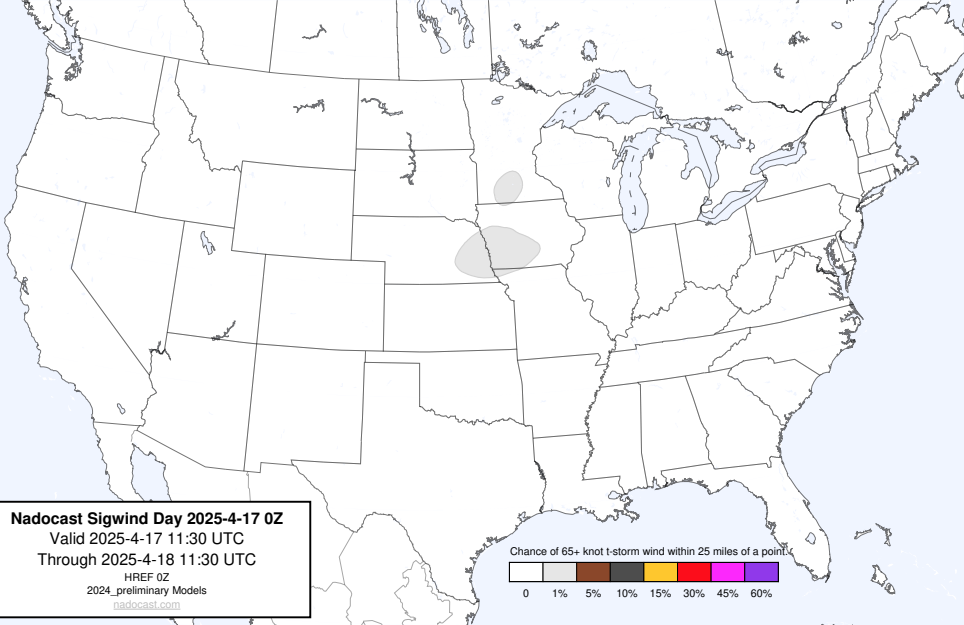 Nadocast Sigwind Day 2025-4-17 0Z
Valid 2025-4-17 11:30 UTC
Through 2025-4-18 11:30 UTC
HREF 0Z
2024_preliminary Models
nadocast.com
Chance of 65+ knot t-storm wind within 25 miles of a point.
0 1% 5% 10% 15% 30% 45% 60%